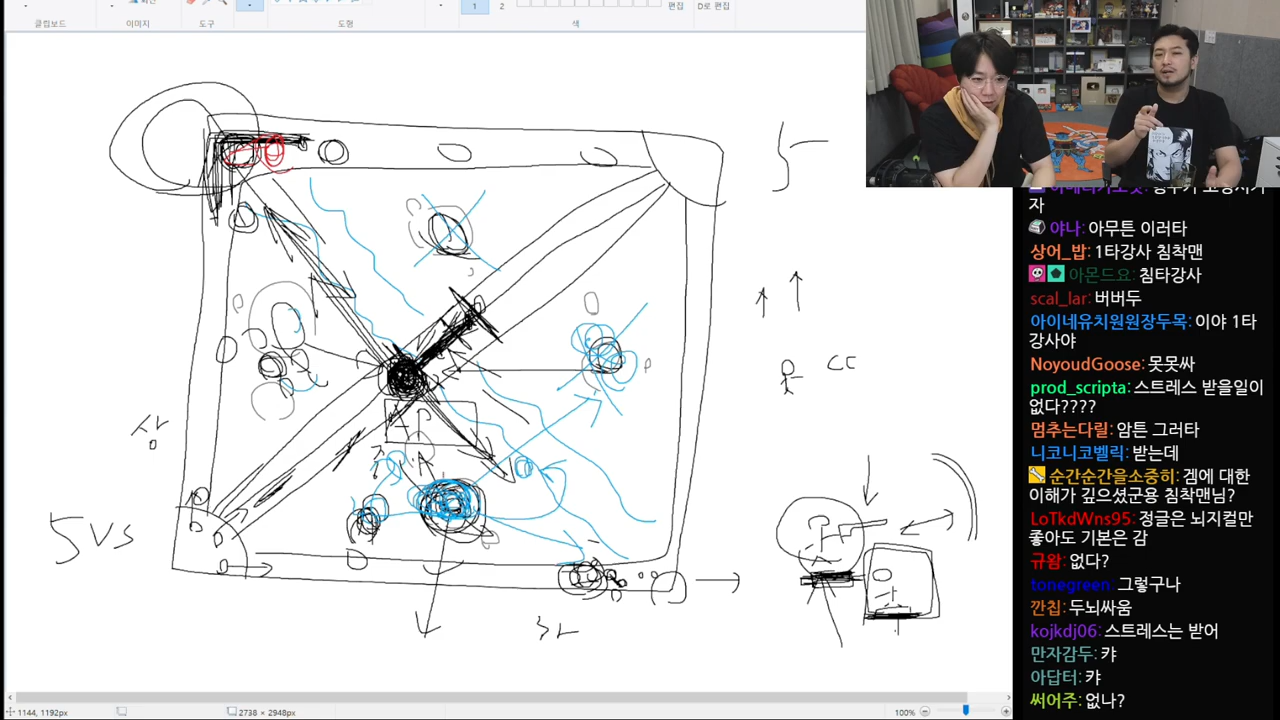 클립보드
이미지
도구
도형
1
2
색
편집
D로 편집
5
상
CC
5 vs
자
야나: 아무튼 이러타
상어_밥: 1타강사 침착맨
아몬드요: 침타강사
scal_lar: 버버두
아이네유치원원장두목: 이야 1타
강사야
NoyoudGoose: 못못싸
prod_scripta: 스트레스 받을일이
없다????
멈추는다릴: 암튼 그러타
니코니코벨릭: 받는데
순간순간을소중히: 겜에 대한
이해가 깊으셨군용 침착맨님?
LoTkdWns95: 정글은 뇌지컬만
좋아도 기본은 감
규왕: 없다?
tonegreen: 그렇구나
깐칩: 두뇌싸움
kojkdj06: 스트레스는 받어
만자감두: 캬
아답터: 캬
써어주: 없나?
1144, 1192px
2738 × 2948px
100%